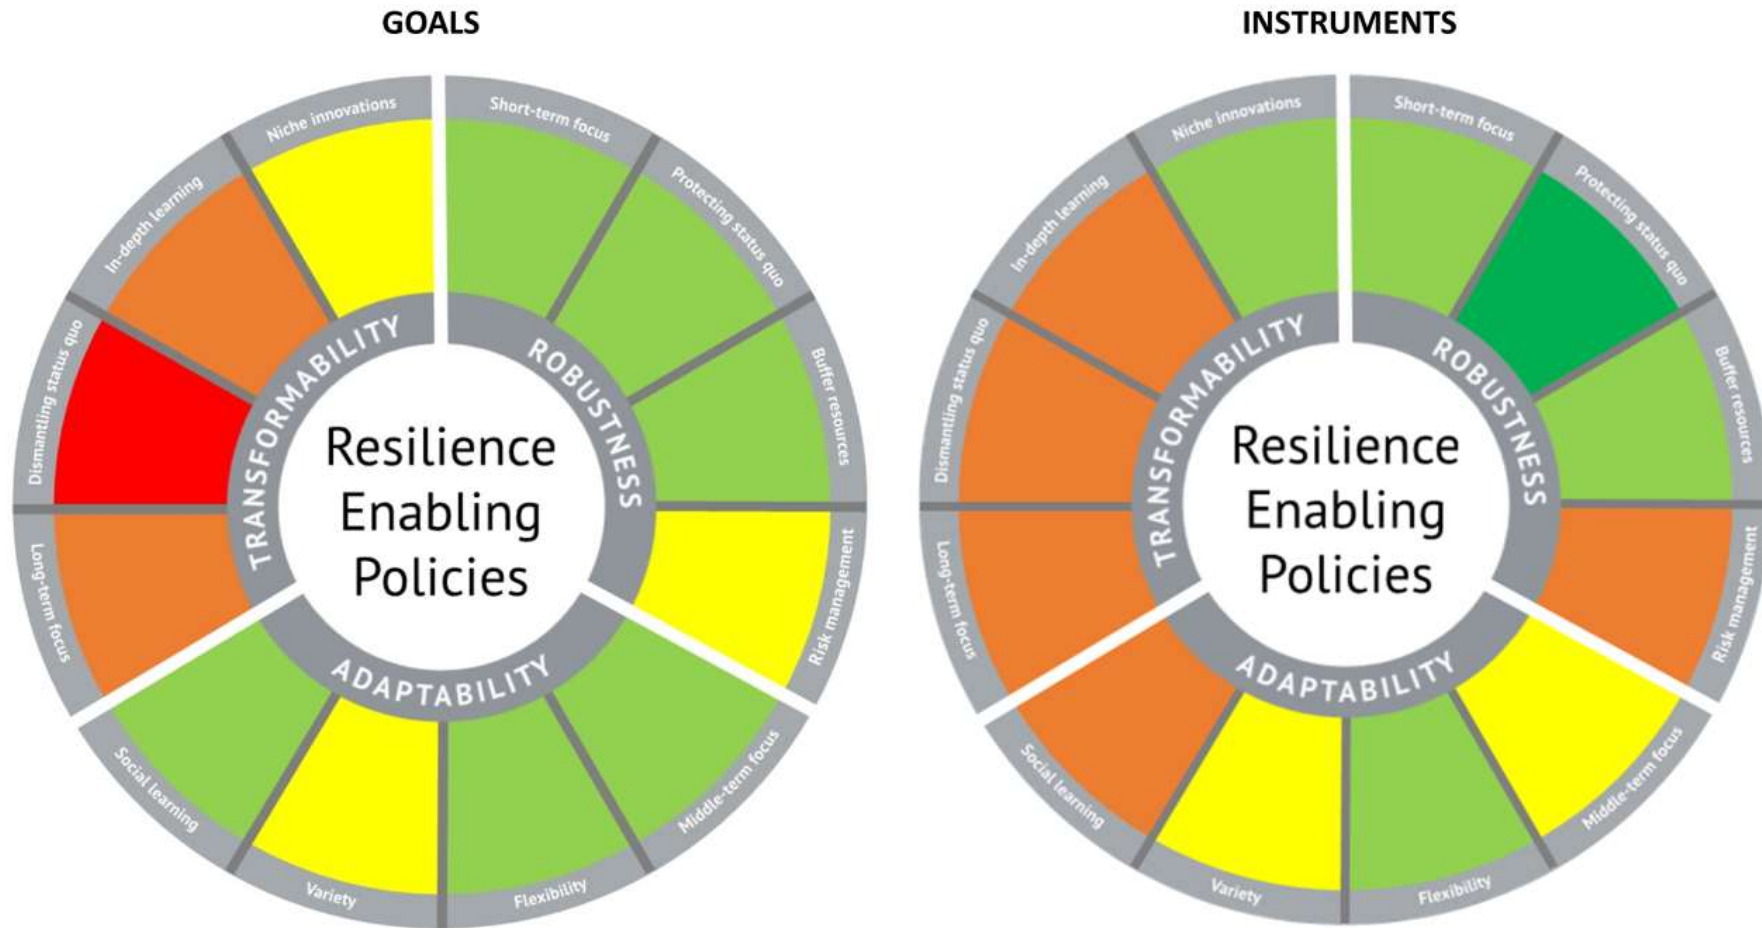 GOALS
Niche innovations
Short-term focus
Protecting status quo
Buffer resources
Risk management
Middle-term focus
Flexibility
Variety
Social learning
Long-term focus
Dismantling status quo
In-depth learning
TRANSFORMABILITY
ROBUSTNESS
ADAPTABILITY
Resilience
Enabling
Policies
INSTRUMENTS
Niche innovations
Short-term focus
Protecting status quo
Buffer resources
Risk management
Middle-term focus
Flexibility
Variety
Social learning
Long-term focus
Dismantling status quo
In-depth learning
TRANSFORMABILITY
ROBUSTNESS
ADAPTABILITY
Resilience
Enabling
Policies